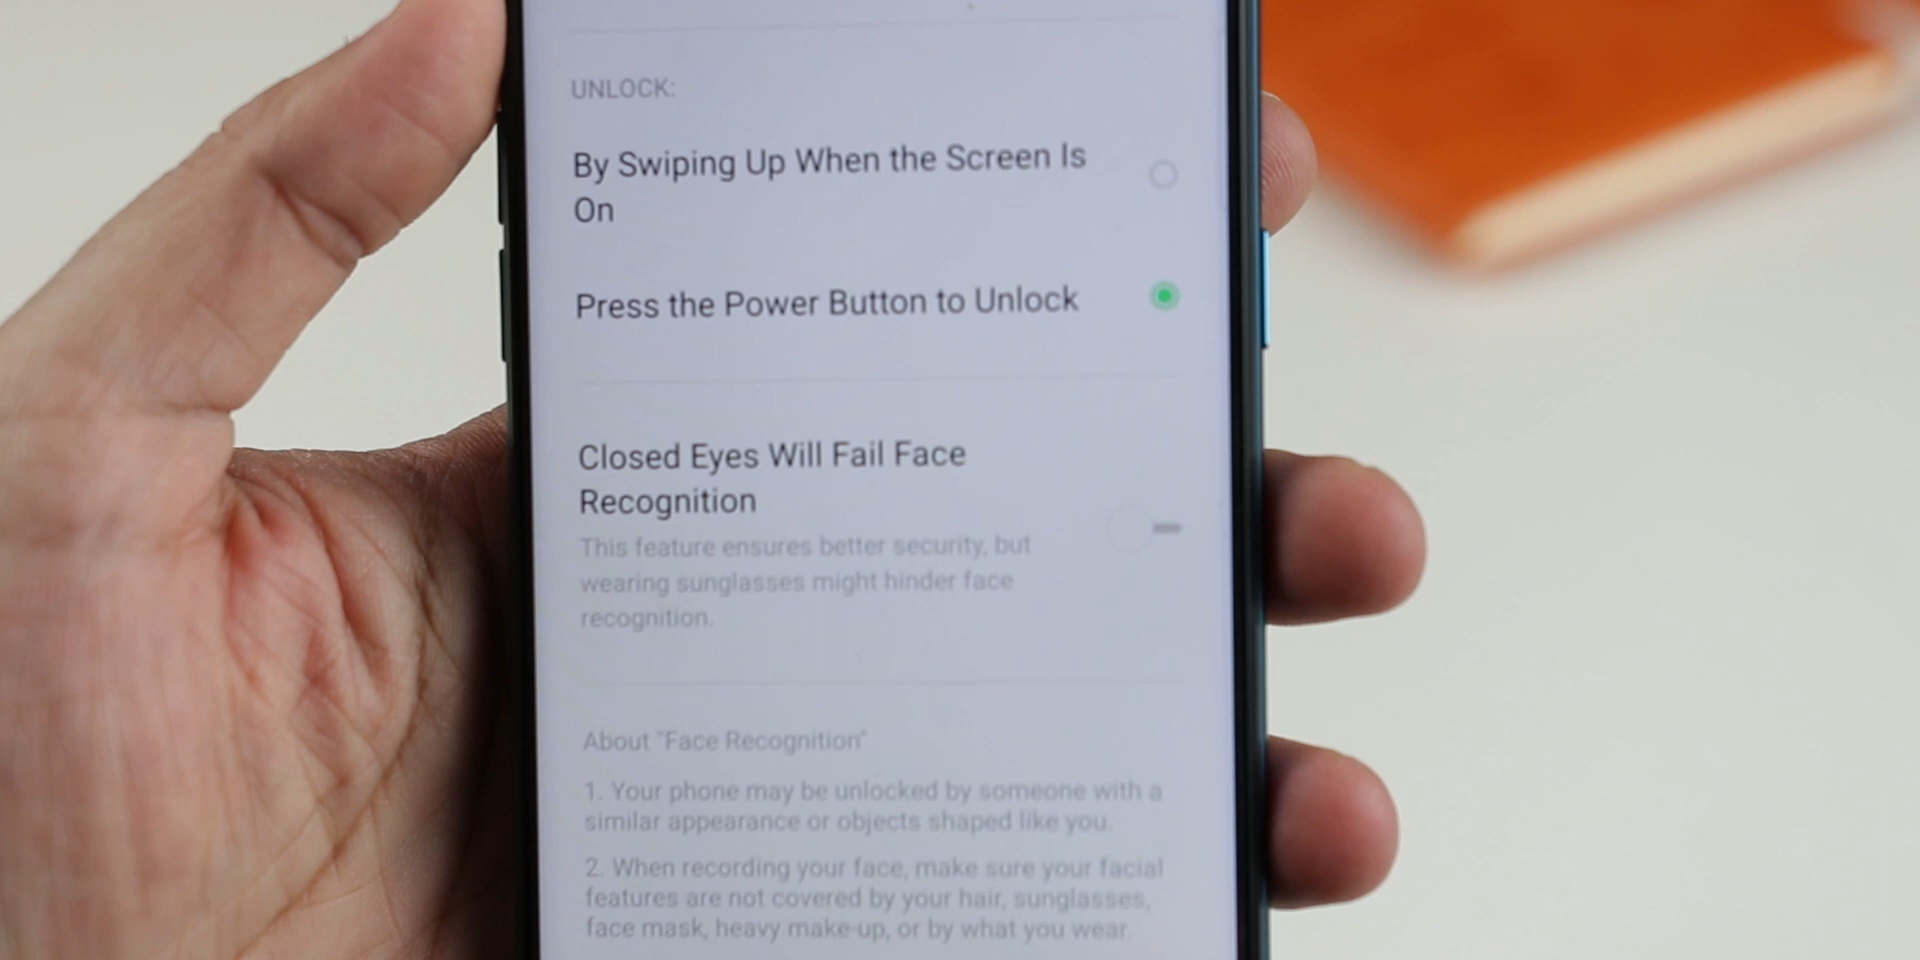 UNLOCK:
By Swiping Up When the Screen Is
On
Press the Power Button to Unlock
Closed Eyes Will Fail Face
Recognition
This feature ensures better security, but
wearing sunglasses might hinder face
recognition.
About "Face Recognition"
1. Your phone may be unlocked by someone with a
similar appearance or objects shaped like you.
2. When recording your face, make sure your facial
features are not covered by your hair, sunglasses,
face mask, heavy make-up, or by what you wear.